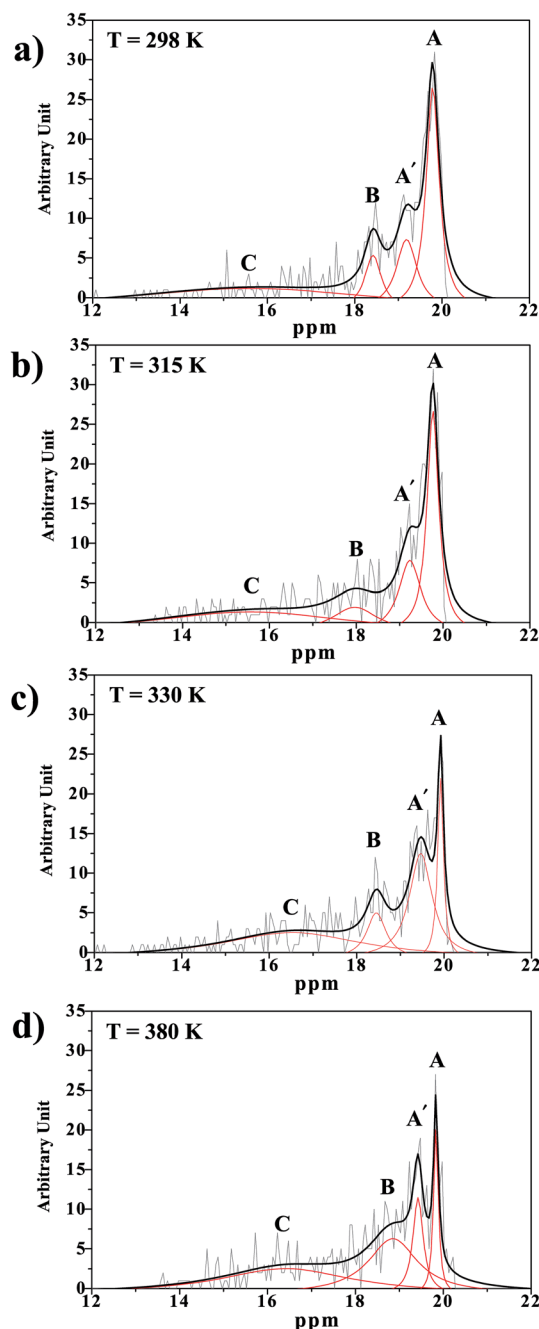 a)
T = 298 K
A
35
30
25
20
15
10
5
0
Arbitrary Unit
A′
B
C
12 14 16 18 20 22
ppm
b)
T = 315 K
A
35
30
25
20
15
10
5
0
Arbitrary Unit
A′
B
C
12 14 16 18 20 22
ppm
c)
T = 330 K
A
35
30
25
20
15
10
5
0
Arbitrary Unit
A′
B
C
12 14 16 18 20 22
ppm
d)
T = 380 K
A
35
30
25
20
15
10
5
0
Arbitrary Unit
A′
B
C
12 14 16 18 20 22
ppm